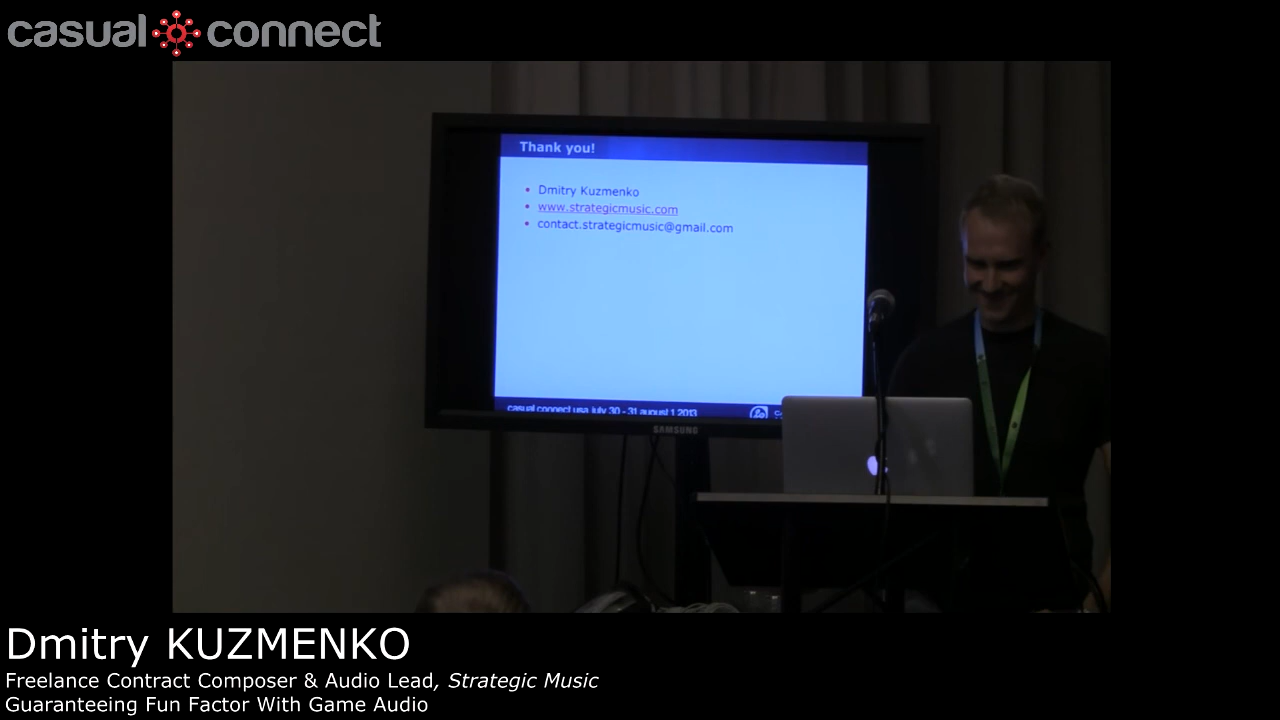 casual connect
Thank you!
Dmitry Kuzmenko
www.strategicmusic.com
contact.strategicmusic@gmail.com
casual connect usa july 30 - 31 august 1 2013
SAMSUNG
Dmitry KUZMENKO
Freelance Contract Composer & Audio Lead, Strategic Music
Guaranteeing Fun Factor With Game Audio